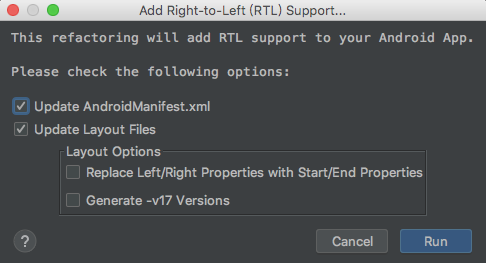 Add Right-to-Left (RTL) Support...
This refactoring will add RTL support to your Android App.
Please check the following options:
Update AndroidManifest.xml
Update Layout Files
Layout Options
Replace Left/Right Properties with Start/End Properties
Generate -v17 Versions
?
Cancel
Run